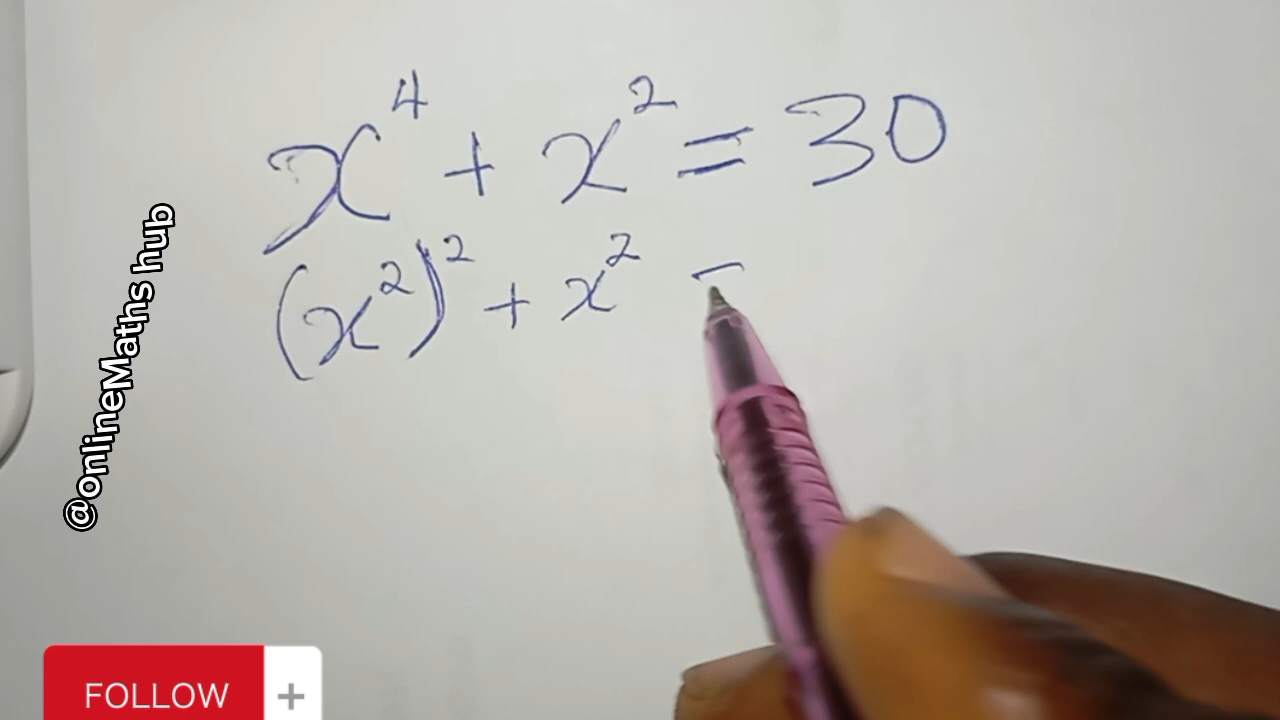 x⁴ + x² = 30
(x²)² + x² -
@onlineMaths hub
FOLLOW +